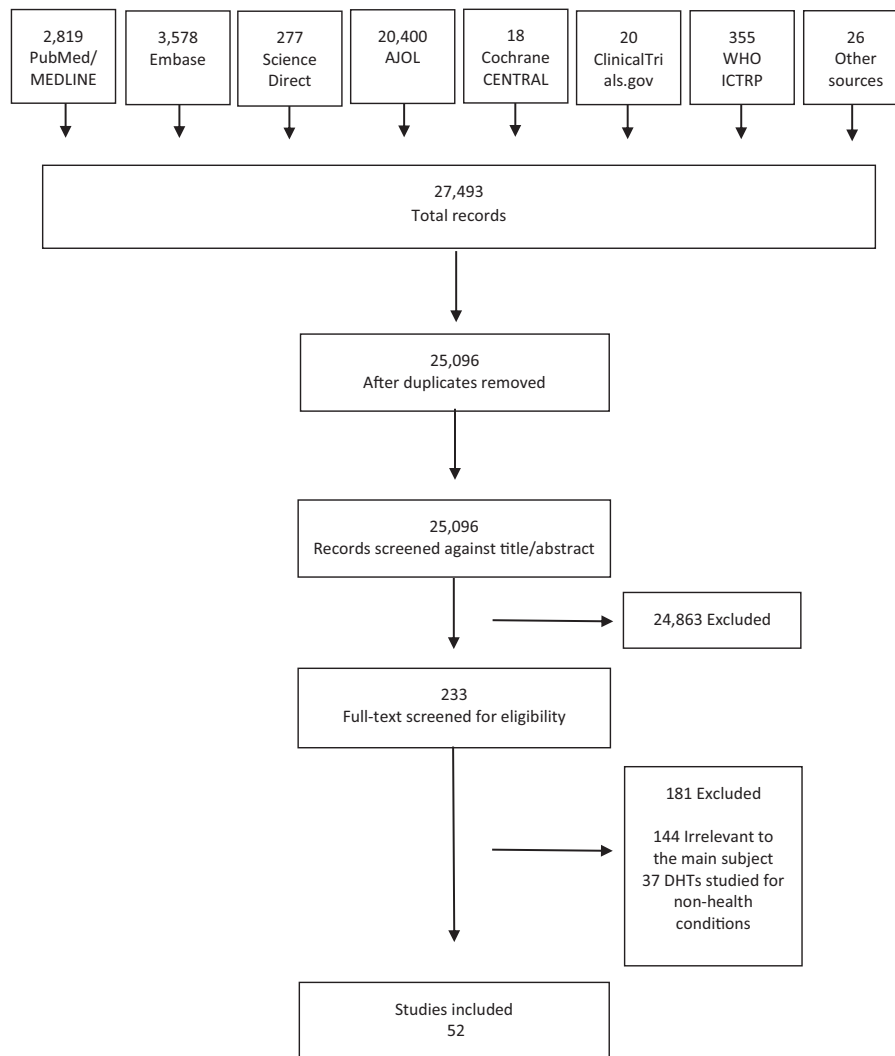 2,819
PubMed/
MEDLINE
3,578
Embase
277
Science
Direct
20,400
AJOL
18
Cochrane
CENTRAL
20
ClinicalTri
als.gov
355
WHO
ICTRP
26
Other
sources
27,493
Total records
25,096
After duplicates removed
25,096
Records screened against title/abstract
24,863 Excluded
233
Full-text screened for eligibility
181 Excluded
144 Irrelevant to
the main subject
37 DHTs studied for
non-health
conditions
Studies included
52